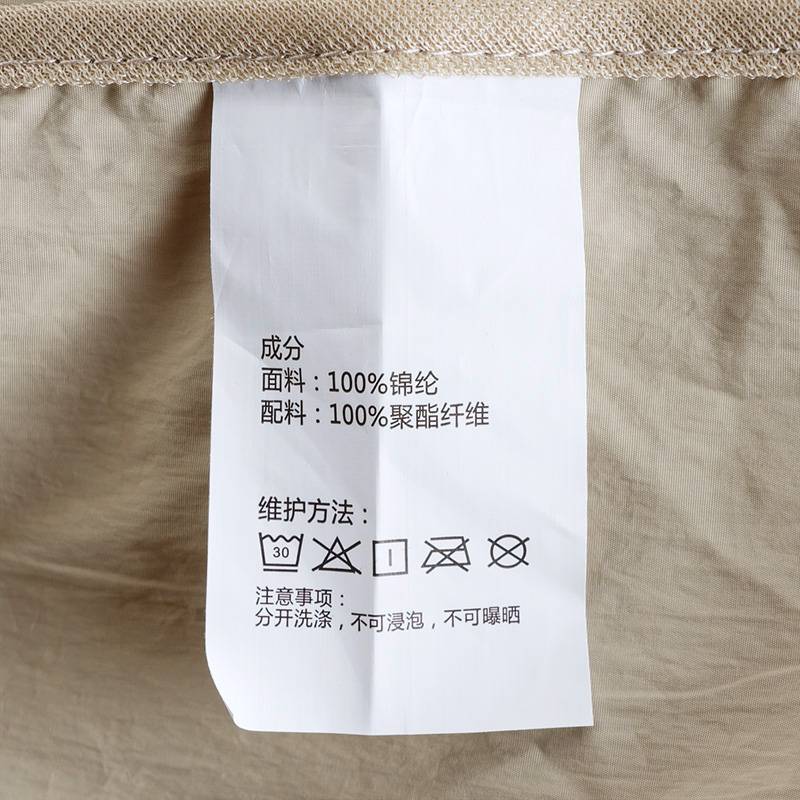 成分
面料：100%锦纶
配料：100%聚酯纤维
维护方法：
30
注意事项：
分开洗涤，不可浸泡，不可曝晒